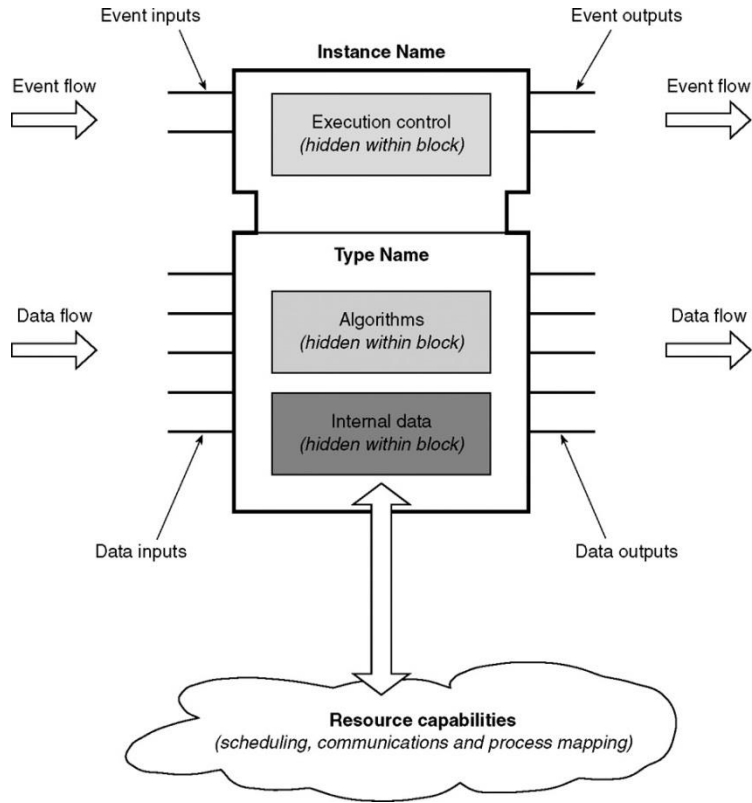 Event inputs
Event outputs
Instance Name
Event flow
Event flow
Execution control
(hidden within block)
Type Name
Data flow
Data flow
Algorithms
(hidden within block)
Internal data
(hidden within block)
Data inputs
Data outputs
Resource capabilities
(scheduling, communications and process mapping)